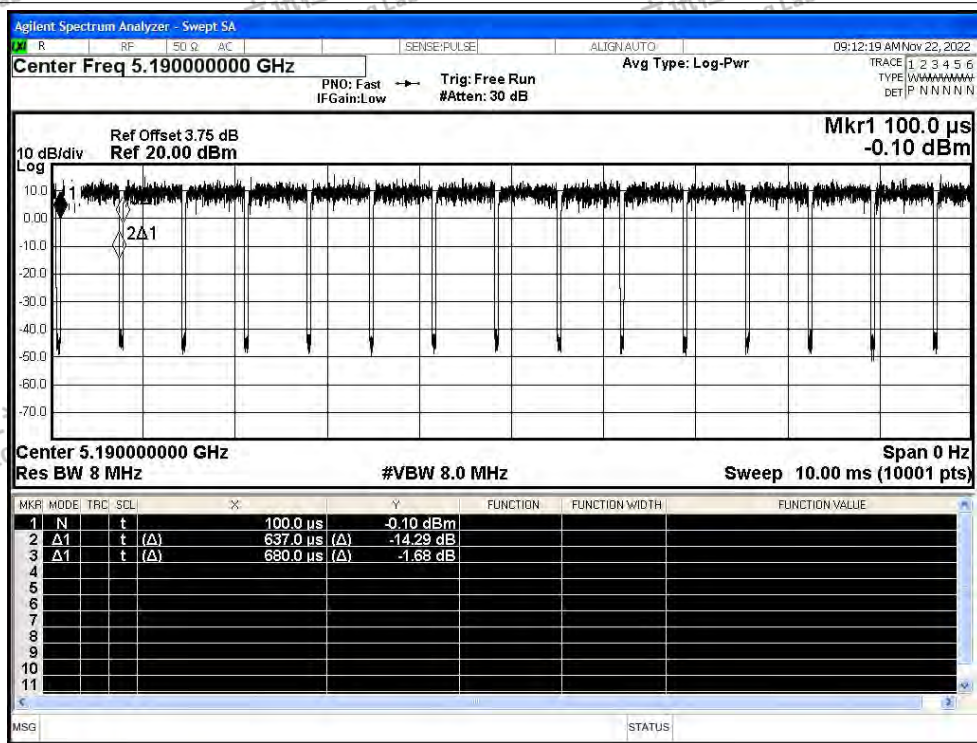 Agilent Spectrum Analyzer - Swept SA
R RF 50 Ω AC SENSE:PULSE ALIGN AUTO 09:12:19 AM Nov 22, 2022
Center Freq 5.190000000 GHz
PNO: Fast
IFGain:Low
Trig: Free Run
#Atten: 30 dB
Avg Type: Log-Pwr
TRACE 1 2 3 4 5 6
TYPE WWWWWW
DET P N N N N N
Mkr1 100.0 µs
-0.10 dBm
Ref Offset 3.75 dB
10 dB/div Ref 20.00 dBm
Log
10.0
0.00
-10.0
-20.0
-30.0
-40.0
-50.0
-60.0
-70.0
1
2Δ1
Center 5.190000000 GHz Span 0 Hz
Res BW 8 MHz #VBW 8.0 MHz Sweep 10.00 ms (10001 pts)
MKR MODE TRC SCL X Y FUNCTION FUNCTION WIDTH FUNCTION VALUE
1 N t 100.0 µs -0.10 dBm
2 Δ1 t (Δ) 637.0 µs (Δ) -14.29 dB
3 Δ1 t (Δ) 680.0 µs (Δ) -1.68 dB
4
5
6
7
8
9
10
11
MSG STATUS